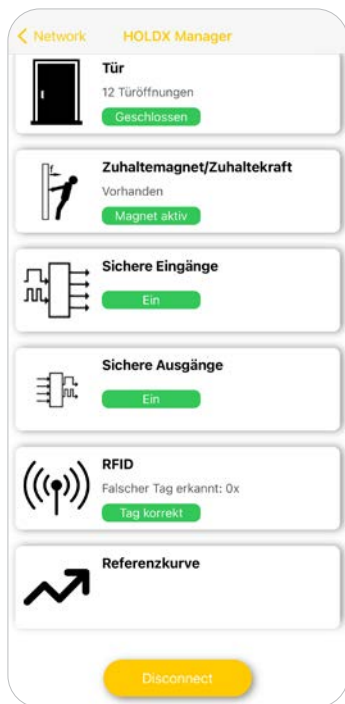 Network
HOLDX Manager
Tür
12 Türöffnungen
Geschlossen
Zuhaltemagnet/Zuhaltekraft
Vorhanden
Magnet aktiv
Sichere Eingänge
Ein
Sichere Ausgänge
Ein
RFID
Falscher Tag erkannt: 0x
Tag korrekt
Referenzkurve
Disconnect